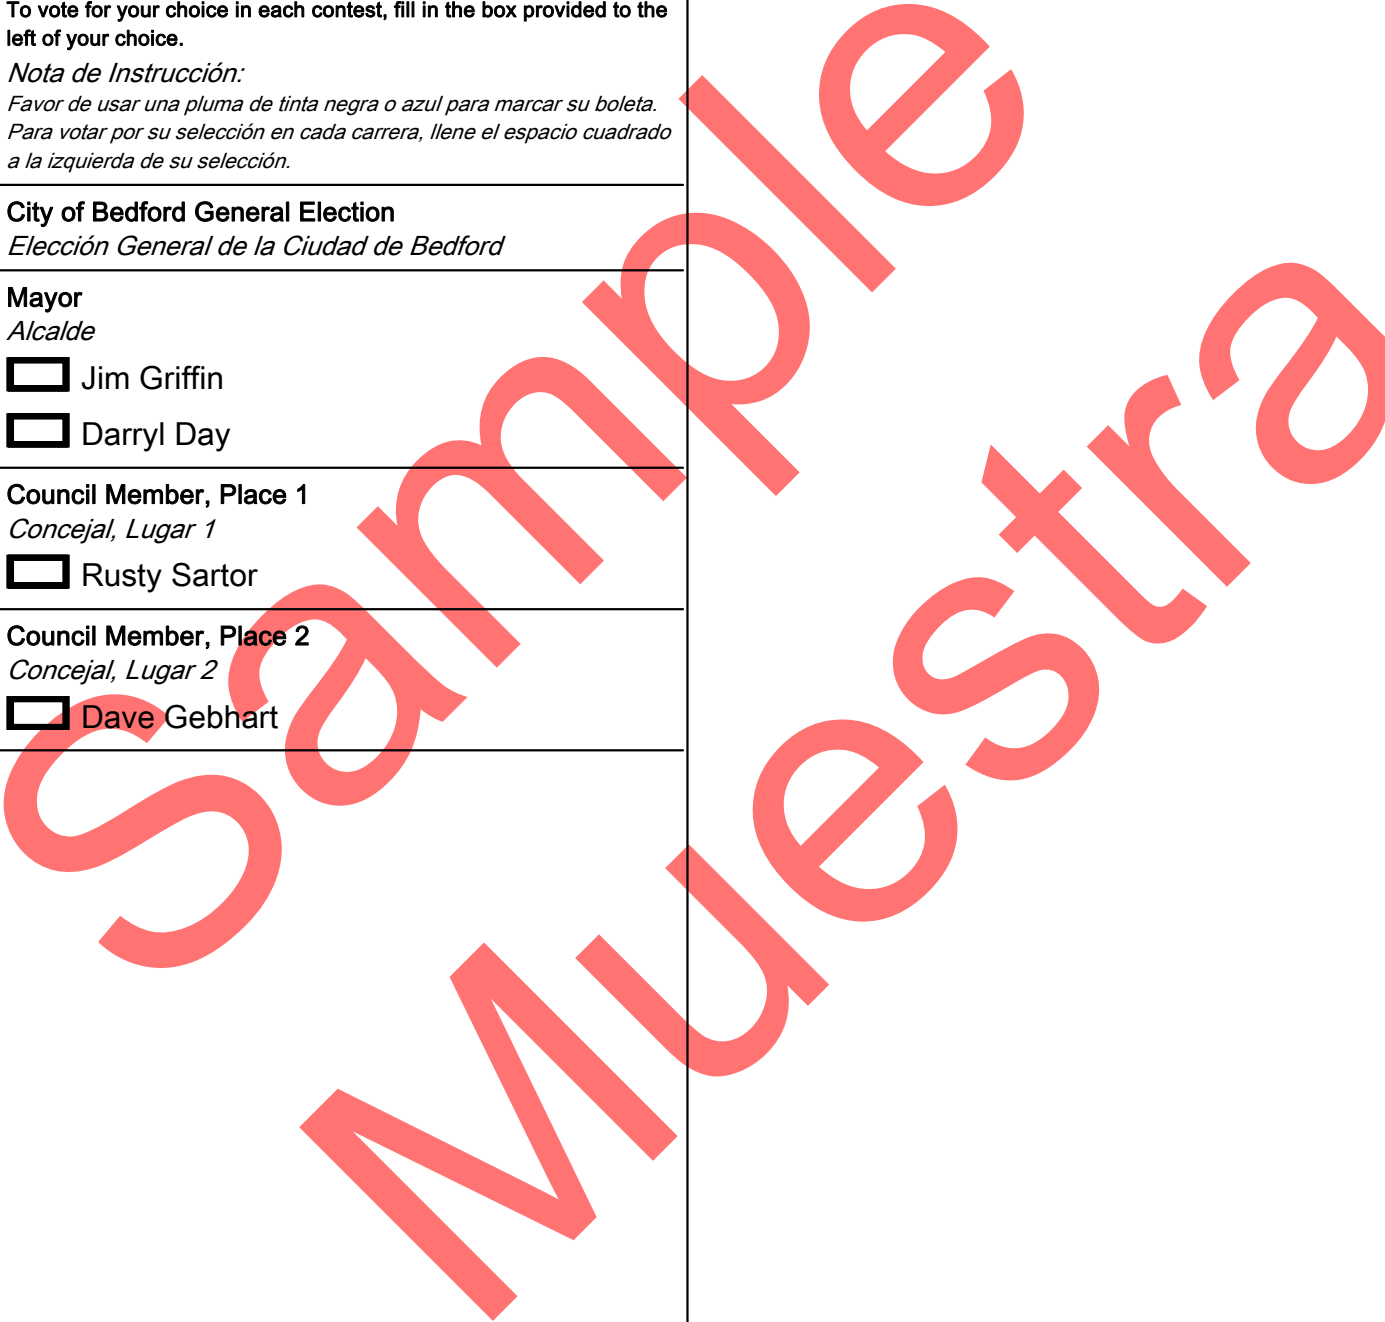 To vote for your choice in each contest, fill in the box provided to the
left of your choice.
Nota de Instrucción:
Favor de usar una pluma de tinta negra o azul para marcar su boleta.
Para votar por su selección en cada carrera, llene el espacio cuadrado
a la izquierda de su selección.
City of Bedford General Election
Elección General de la Ciudad de Bedford
Mayor
Alcalde
Jim Griffin
Darryl Day
Council Member, Place 1
Concejal, Lugar 1
Rusty Sartor
Council Member, Place 2
Concejal, Lugar 2
Dave Gebhart
Sample
Muestra